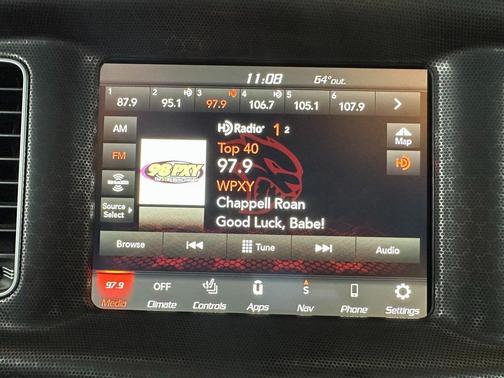 11:08 64°out.
1 2 3 4 5 6
87.9 95.1 97.9 106.7 105.1 107.9
AM
FM
SiriusXM
Source Select
98PXY
HD Radio 1 2
Top 40
97.9
WPXY
Chappell Roan
Good Luck, Babe!
Map
HD
Browse Tune Audio
97.9 OFF S
Media Climate Controls Apps Nav Phone Settings